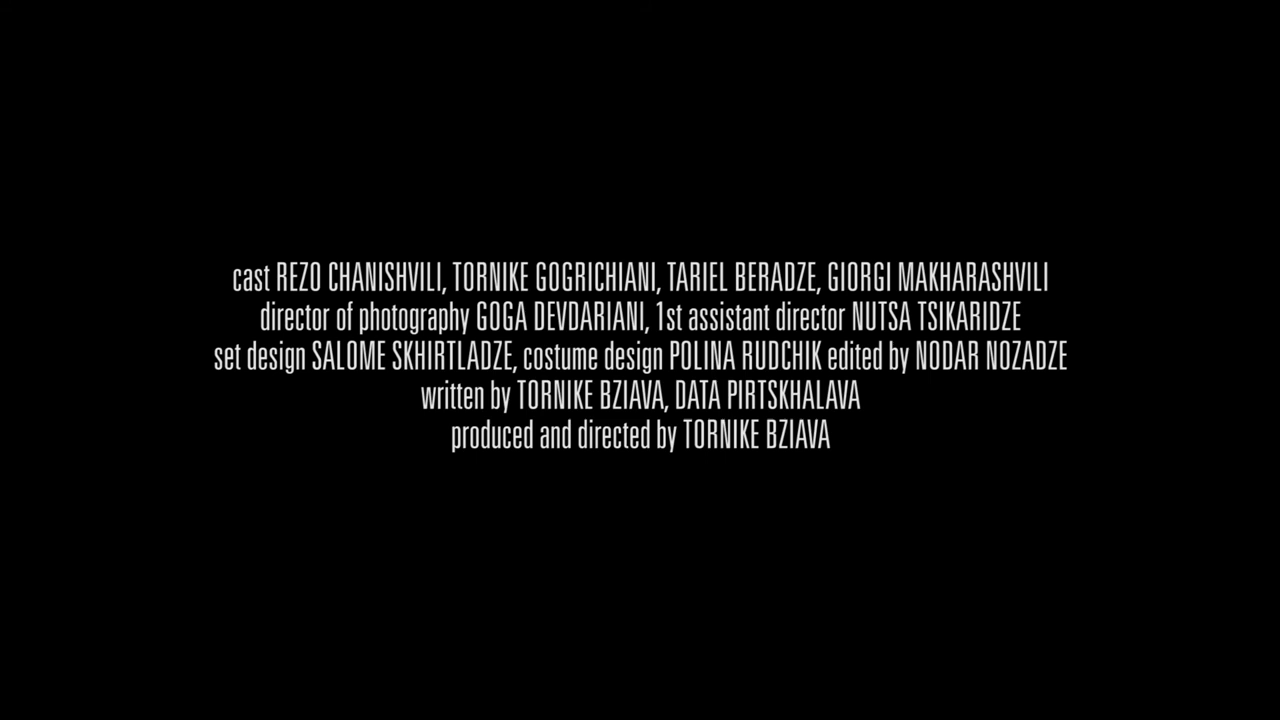 cast REZO CHANISHVILI, TORNIKE GOGRICHIANI, TARIEL BERADZE, GIORGI MAKHARASHVILI
director of photography GOGA DEVDARIANI, 1st assistant director NUTSA TSIKARIDZE
set design SALOME SKHIRTLADZE, costume design POLINA RUDCHIK edited by NODAR NOZADZE
written by TORNIKE BZIAVA, DATA PIRTSKHALAVA
produced and directed by TORNIKE BZIAVA